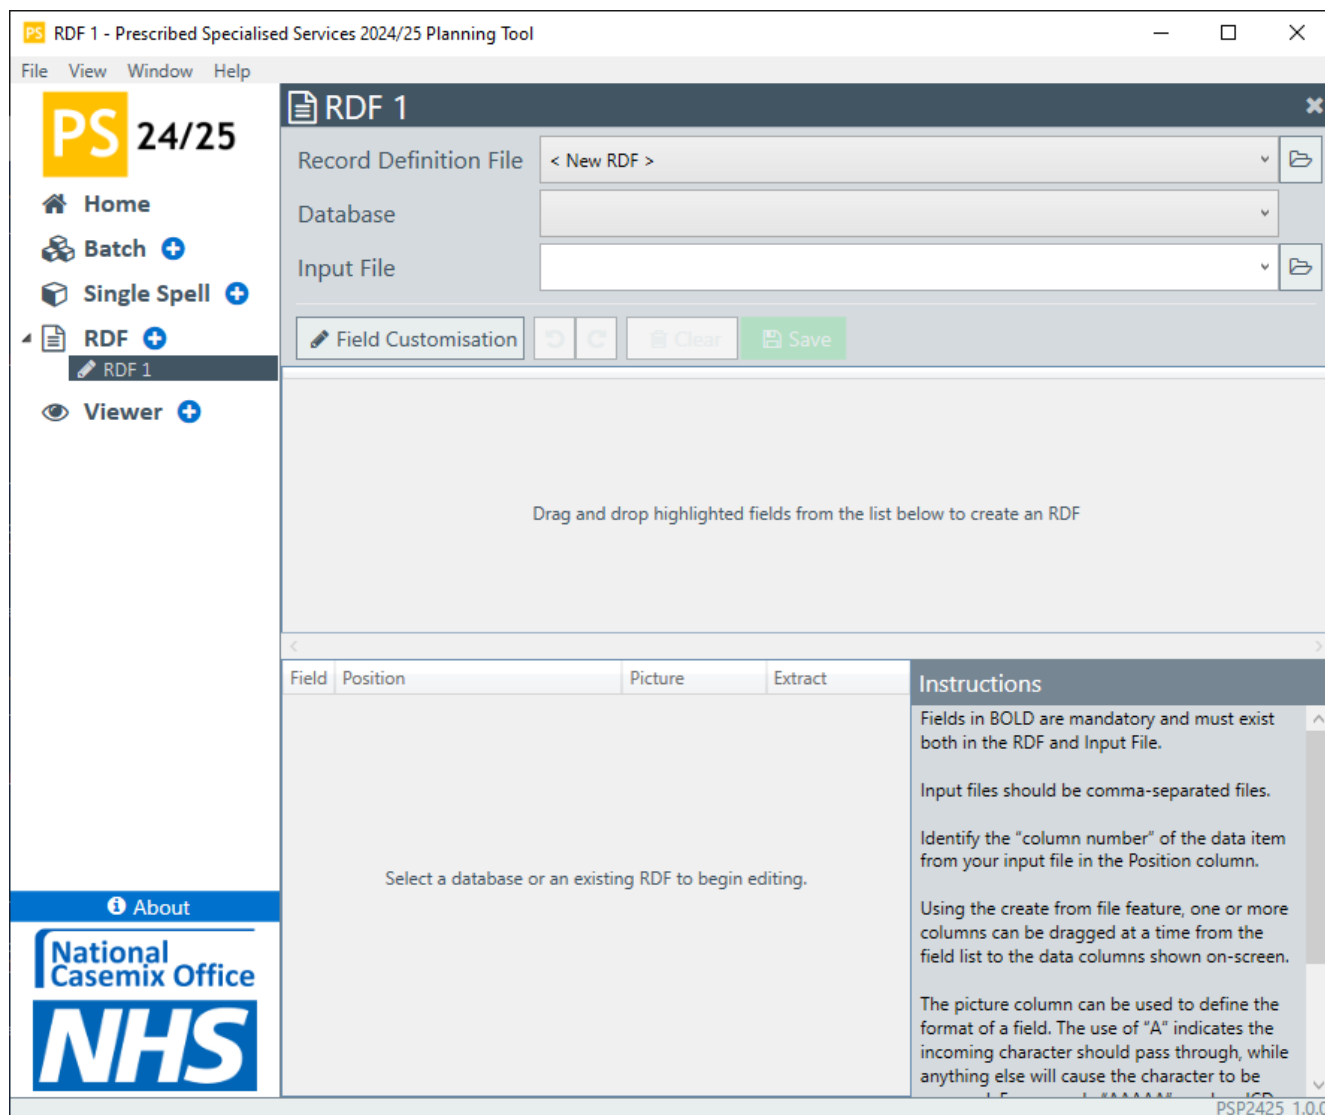 PS RDF 1 - Prescribed Specialised Services 2024/25 Planning Tool
File View Window Help
PS 24/25
Home
Batch
Single Spell
RDF
RDF 1
Viewer
About
National
Casemix Office
NHS
RDF 1
Record Definition File < New RDF >
Database
Input File
Field Customisation Clear Save
Drag and drop highlighted fields from the list below to create an RDF
Field Position Picture Extract
Select a database or an existing RDF to begin editing.
Instructions
Fields in BOLD are mandatory and must exist
both in the RDF and Input File.
Input files should be comma-separated files.
Identify the “column number” of the data item
from your input file in the Position column.
Using the create from file feature, one or more
columns can be dragged at a time from the
field list to the data columns shown on-screen.
The picture column can be used to define the
format of a field. The use of “A” indicates the
incoming character should pass through, while
anything else will cause the character to be
PSP2425 1.0.0